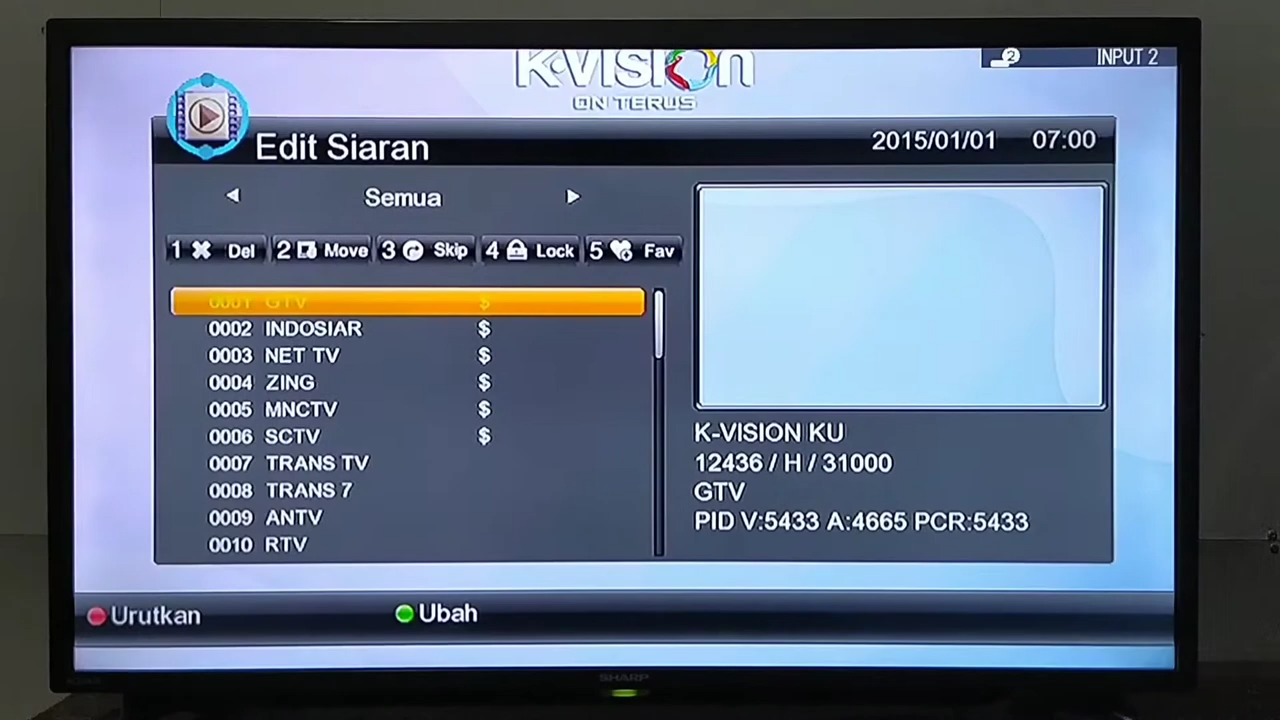 K-VISION
ON TERUS
2 INPUT 2
Edit Siaran 2015/01/01 07:00
Semua
1 Del 2 Move 3 Skip 4 Lock 5 Fav
0001 GTV $
0002 INDOSIAR $
0003 NET TV $
0004 ZING $
0005 MNCTV $
0006 SCTV $
0007 TRANS TV
0008 TRANS 7
0009 ANTV
0010 RTV
K-VISION KU
12436 / H / 31000
GTV
PID V:5433 A:4665 PCR:5433
Urutkan Ubah
SHARP